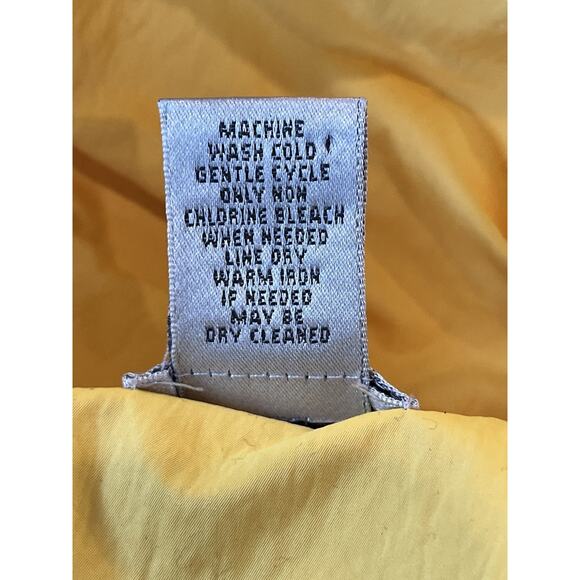 MACHINE
WASH COLD
GENTLE CYCLE
ONLY NON
CHLORINE BLEACH
WHEN NEEDED
LINE DRY
WARM IRON
IF NEEDED
MAY BE
DRY CLEANED